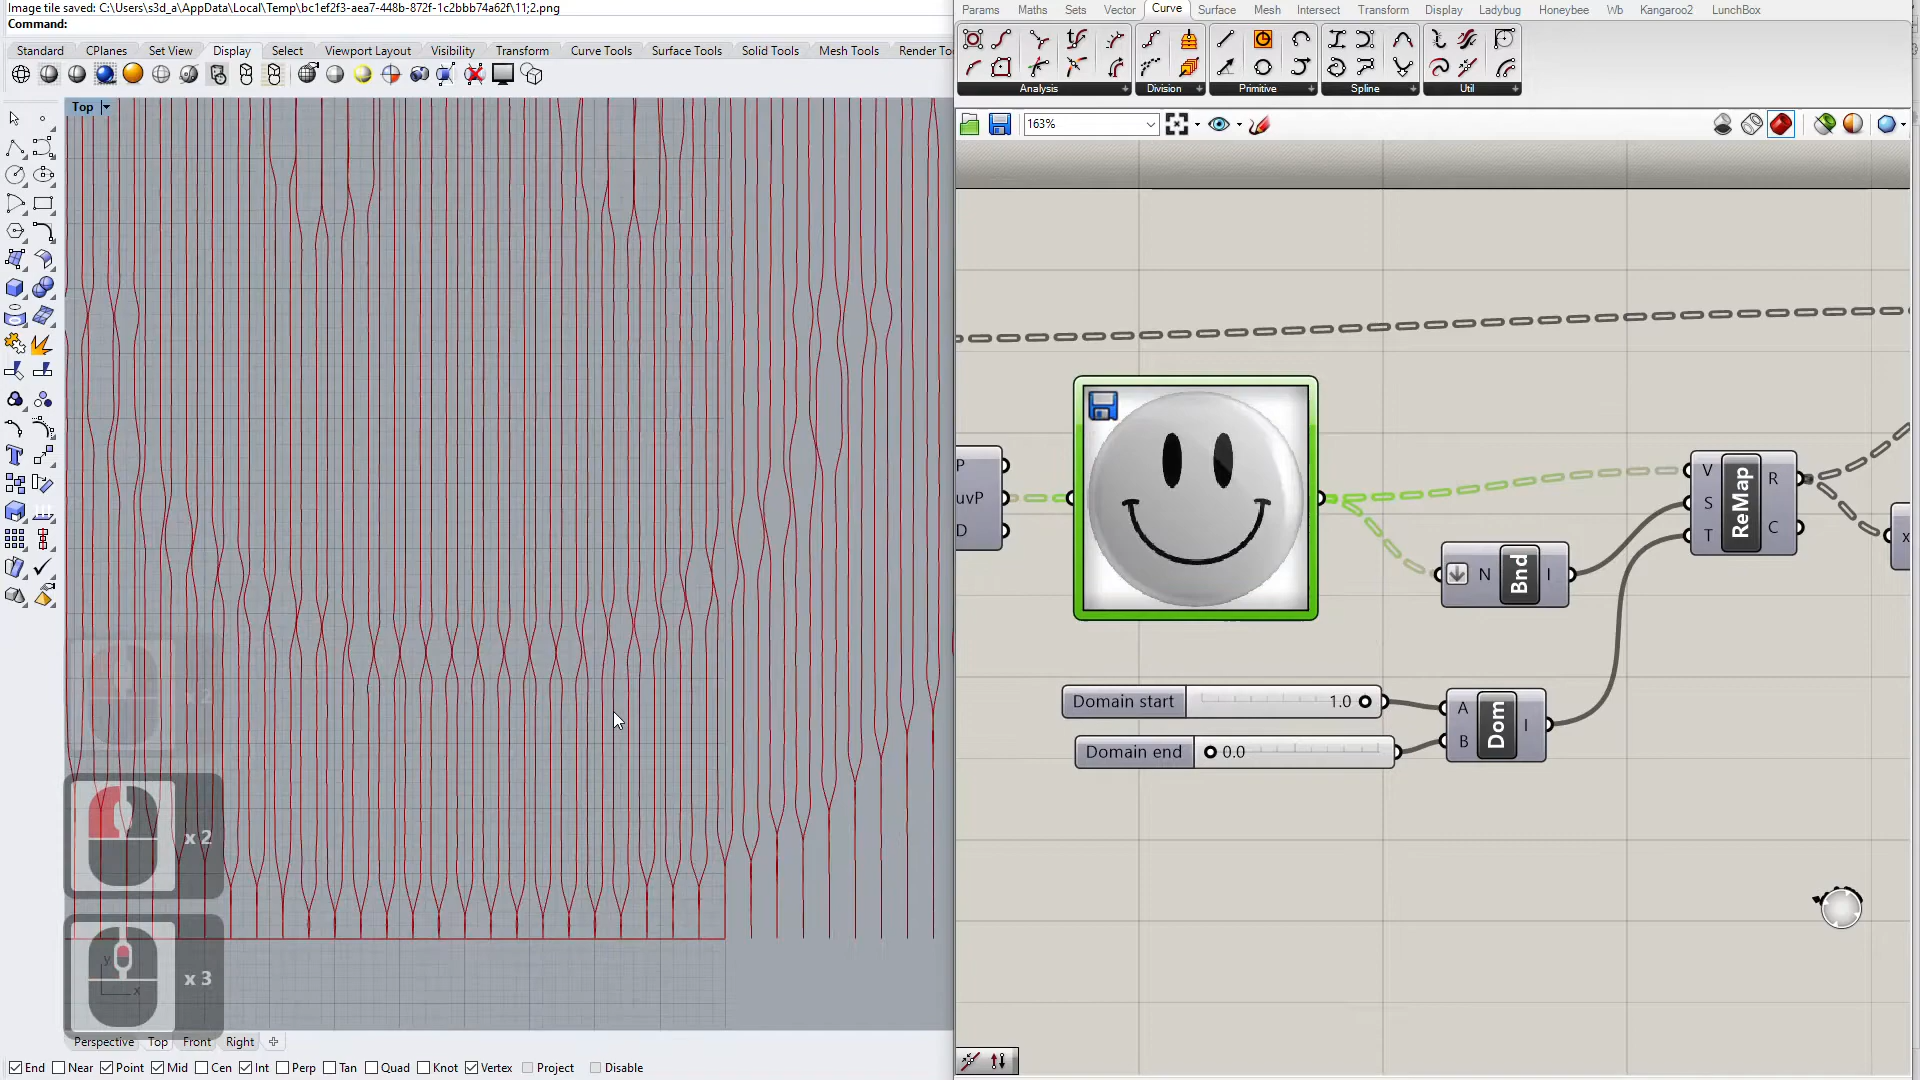 Image tile saved: C:\Users\s3d_a\AppData\Local\Temp\bc1ef2f3-aea7-448b-872f-1c2bbb74a62f\11;2.png
Command:
Standard CPlanes Set View Display Select Viewport Layout Visibility Transform Curve Tools Surface Tools Solid Tools Mesh Tools Render To
Top
x 2
x 2
x 3
y
x
Perspective Top Front Right
End Near Point Mid Cen Int Perp Tan Quad Knot Vertex Project Disable
Params Maths Sets Vector Curve Surface Mesh Intersect Transform Display Ladybug Honeybee Wb Kangaroo2 LunchBox
Analysis Division Primitive Spline Util
163%
P
uvP
D
V
S
T
ReMap
R
C
x
N
Bnd
I
Domain start 1.0
Domain end 0.0
A
B
Dom
I